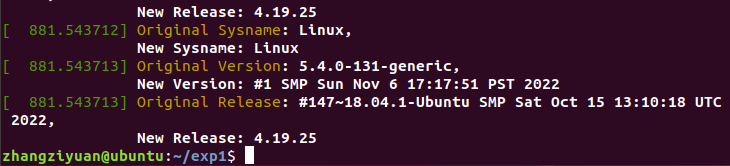 New Release: 4.19.25
[  881.543712] Original Sysname: Linux,
New Sysname: Linux
[  881.543713] Original Version: 5.4.0-131-generic,
New Version: #1 SMP Sun Nov 6 17:17:51 PST 2022
[  881.543713] Original Release: #147~18.04.1-Ubuntu SMP Sat Oct 15 13:10:18 UTC
2022,
New Release: 4.19.25
zhangziyuan@ubuntu:~/exp1$